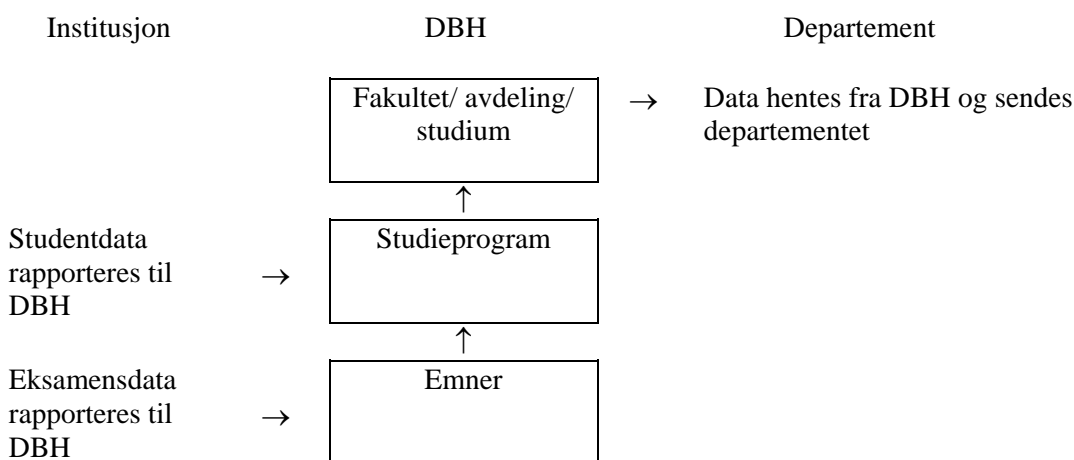 Institusjon DBH Departement
Fakultet/ avdeling/
studium
→ Data hentes fra DBH og sendes
departementet
↑
Studentdata
rapporteres til
DBH
→
Studieprogram
↑
Eksamensdata
rapporteres til
DBH
→
Emner